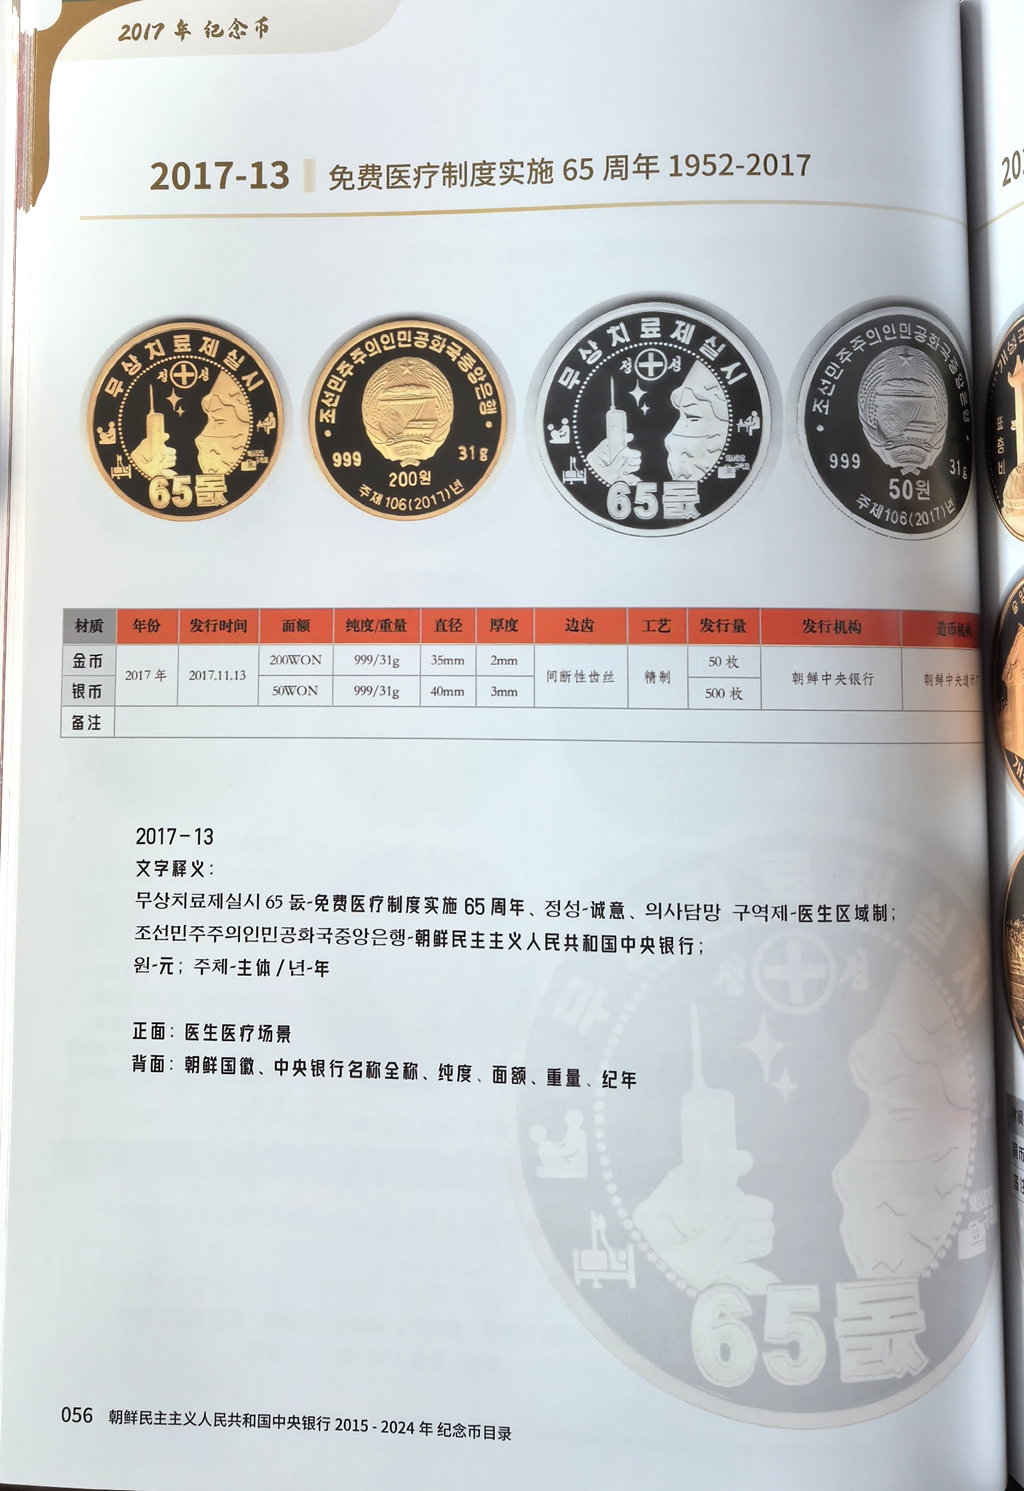 2017 年 纪念币
2017-13 免费医疗制度实施 65 周年 1952-2017
무상치료제실시
정 성
65돐
조선민주주의인민공화국중앙은행
999 31g
200원
주체106(2017)년
무상치료제실시
정 성
65돐
조선민주주의인민공화국중앙은행
999 31g
50원
주체106(2017)년
材质 年份 发行时间 面额 纯度/重量 直径 厚度 边齿 工艺 发行量 发行机构 造币机构
金币 2017 年 2017.11.13 200WON 999/31g 35mm 2mm 间断性齿丝 精制 50 枚 朝鲜中央银行 朝鲜中央造币
银币 50WON 999/31g 40mm 3mm 500 枚
备注
2017-13
文字释义：
무상치료제실시 65 돐-免费医疗制度实施 65 周年、정성-诚意、의사담망 구역제-医生区域制；
조선민주주의인민공화국중앙은행-朝鲜民主主义人民共和国中央银行；
원-元；주체-主体 / 년-年
正面：医生医疗场景
背面：朝鲜国徽、中央银行名称全称、纯度、面额、重量、纪年
65돐
056 朝鲜民主主义人民共和国中央银行 2015 - 2024 年 纪念币目录